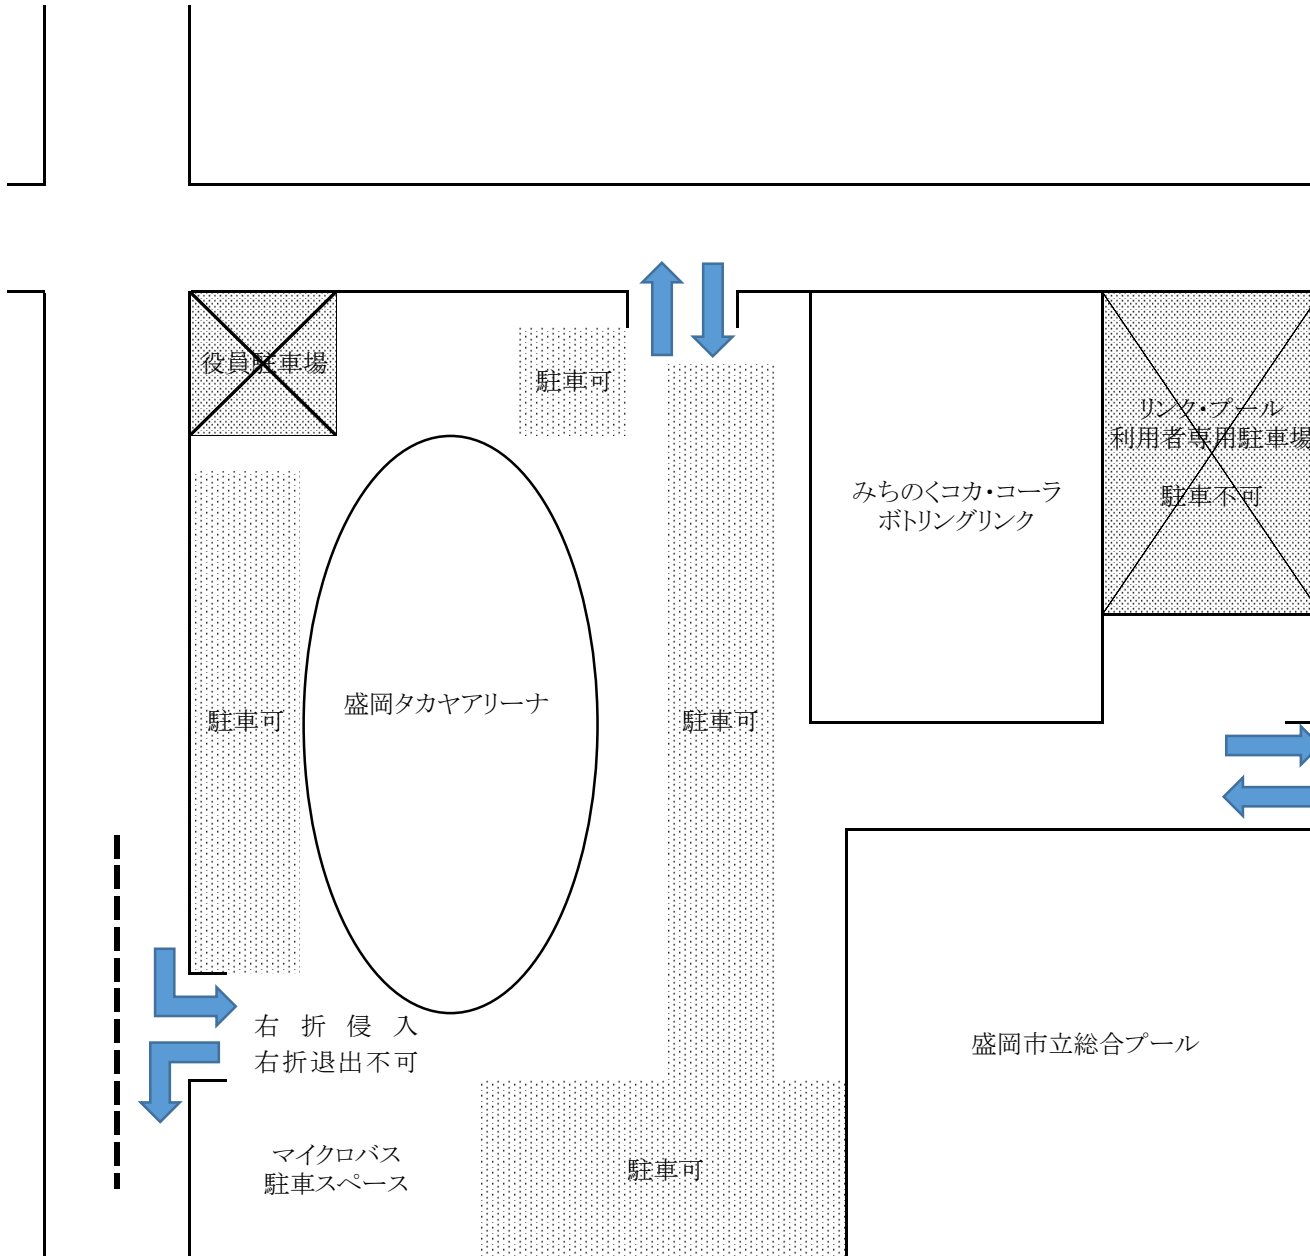 役員駐車場
駐車可
リンク・プール
利用者専用駐車場
駐車不可
みちのくコカ・コーラ
ボトリングリンク
駐車可
盛岡タカヤアリーナ
駐車可
右折侵入
右折退出不可
盛岡市立総合プール
マイクロバス
駐車スペース
駐車可